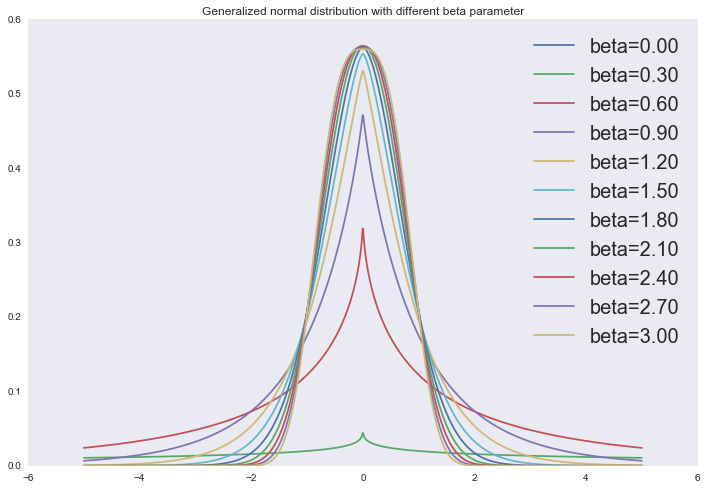 Generalized normal distribution with different beta parameter
0.6
0.5
0.4
0.3
0.2
0.1
0.0
−6
−4
−2
0
2
4
6
beta=0.00
beta=0.30
beta=0.60
beta=0.90
beta=1.20
beta=1.50
beta=1.80
beta=2.10
beta=2.40
beta=2.70
beta=3.00